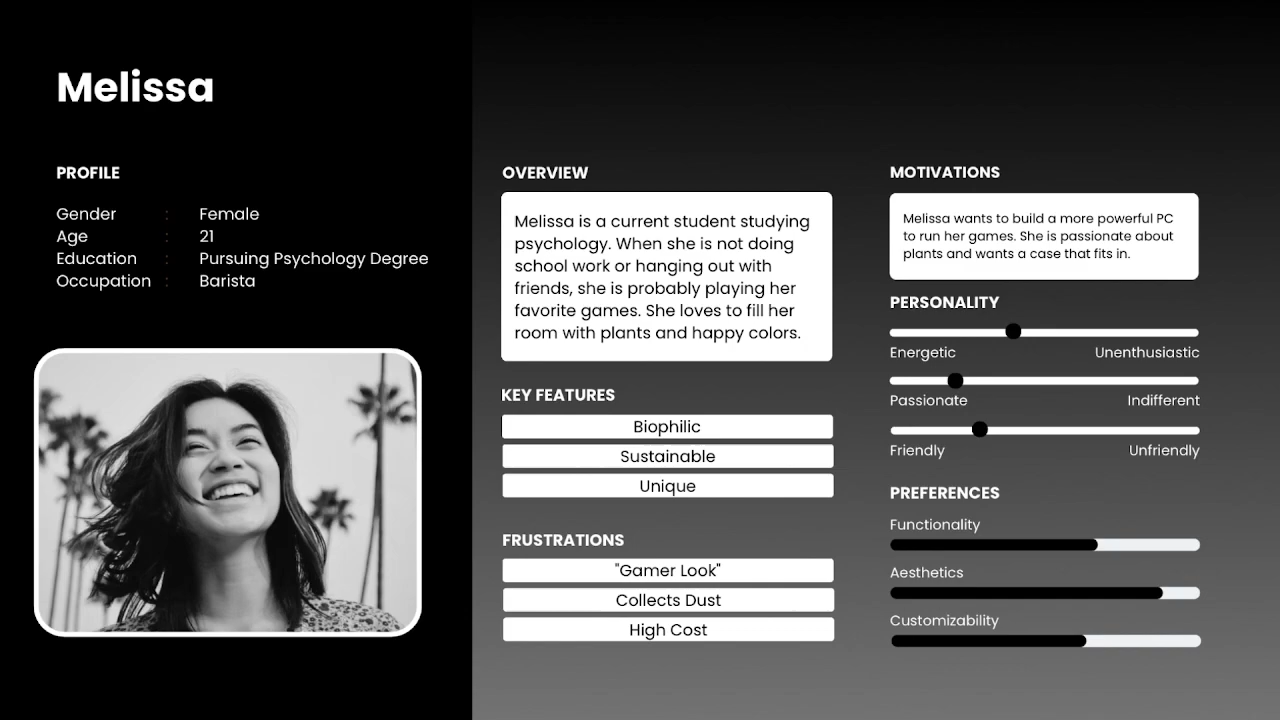 Melissa
PROFILE
Gender : Female
Age : 21
Education : Pursuing Psychology Degree
Occupation : Barista
OVERVIEW
Melissa is a current student studying
psychology. When she is not doing
school work or hanging out with
friends, she is probably playing her
favorite games. She loves to fill her
room with plants and happy colors.
KEY FEATURES
Biophilic
Sustainable
Unique
FRUSTRATIONS
"Gamer Look"
Collects Dust
High Cost
MOTIVATIONS
Melissa wants to build a more powerful PC
to run her games. She is passionate about
plants and wants a case that fits in.
PERSONALITY
Energetic Unenthusiastic
Passionate Indifferent
Friendly Unfriendly
PREFERENCES
Functionality
Aesthetics
Customizability